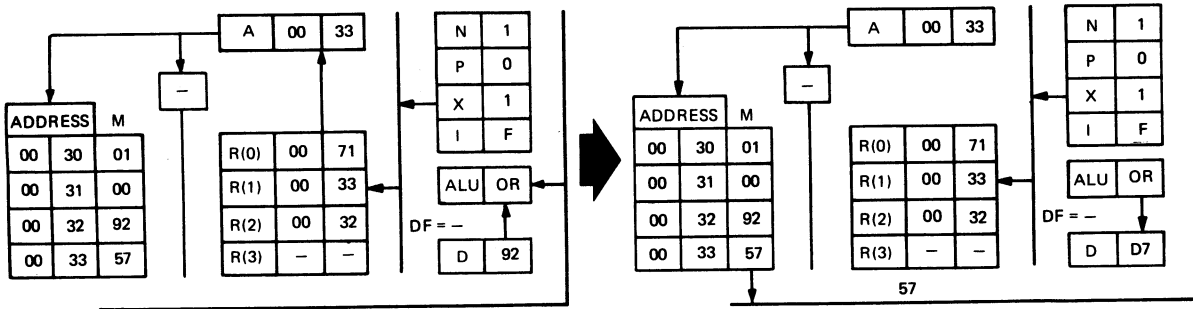 A 00 33
–
ADDRESS M
00 30 01
00 31 00
00 32 92
00 33 57
R(0) 00 71
R(1) 00 33
R(2) 00 32
R(3) – –
N 1
P 0
X 1
I F
ALU OR
DF = –
D 92
A 00 33
–
ADDRESS M
00 30 01
00 31 00
00 32 92
00 33 57
R(0) 00 71
R(1) 00 33
R(2) 00 32
R(3) – –
N 1
P 0
X 1
I F
ALU OR
DF = –
D D7
57